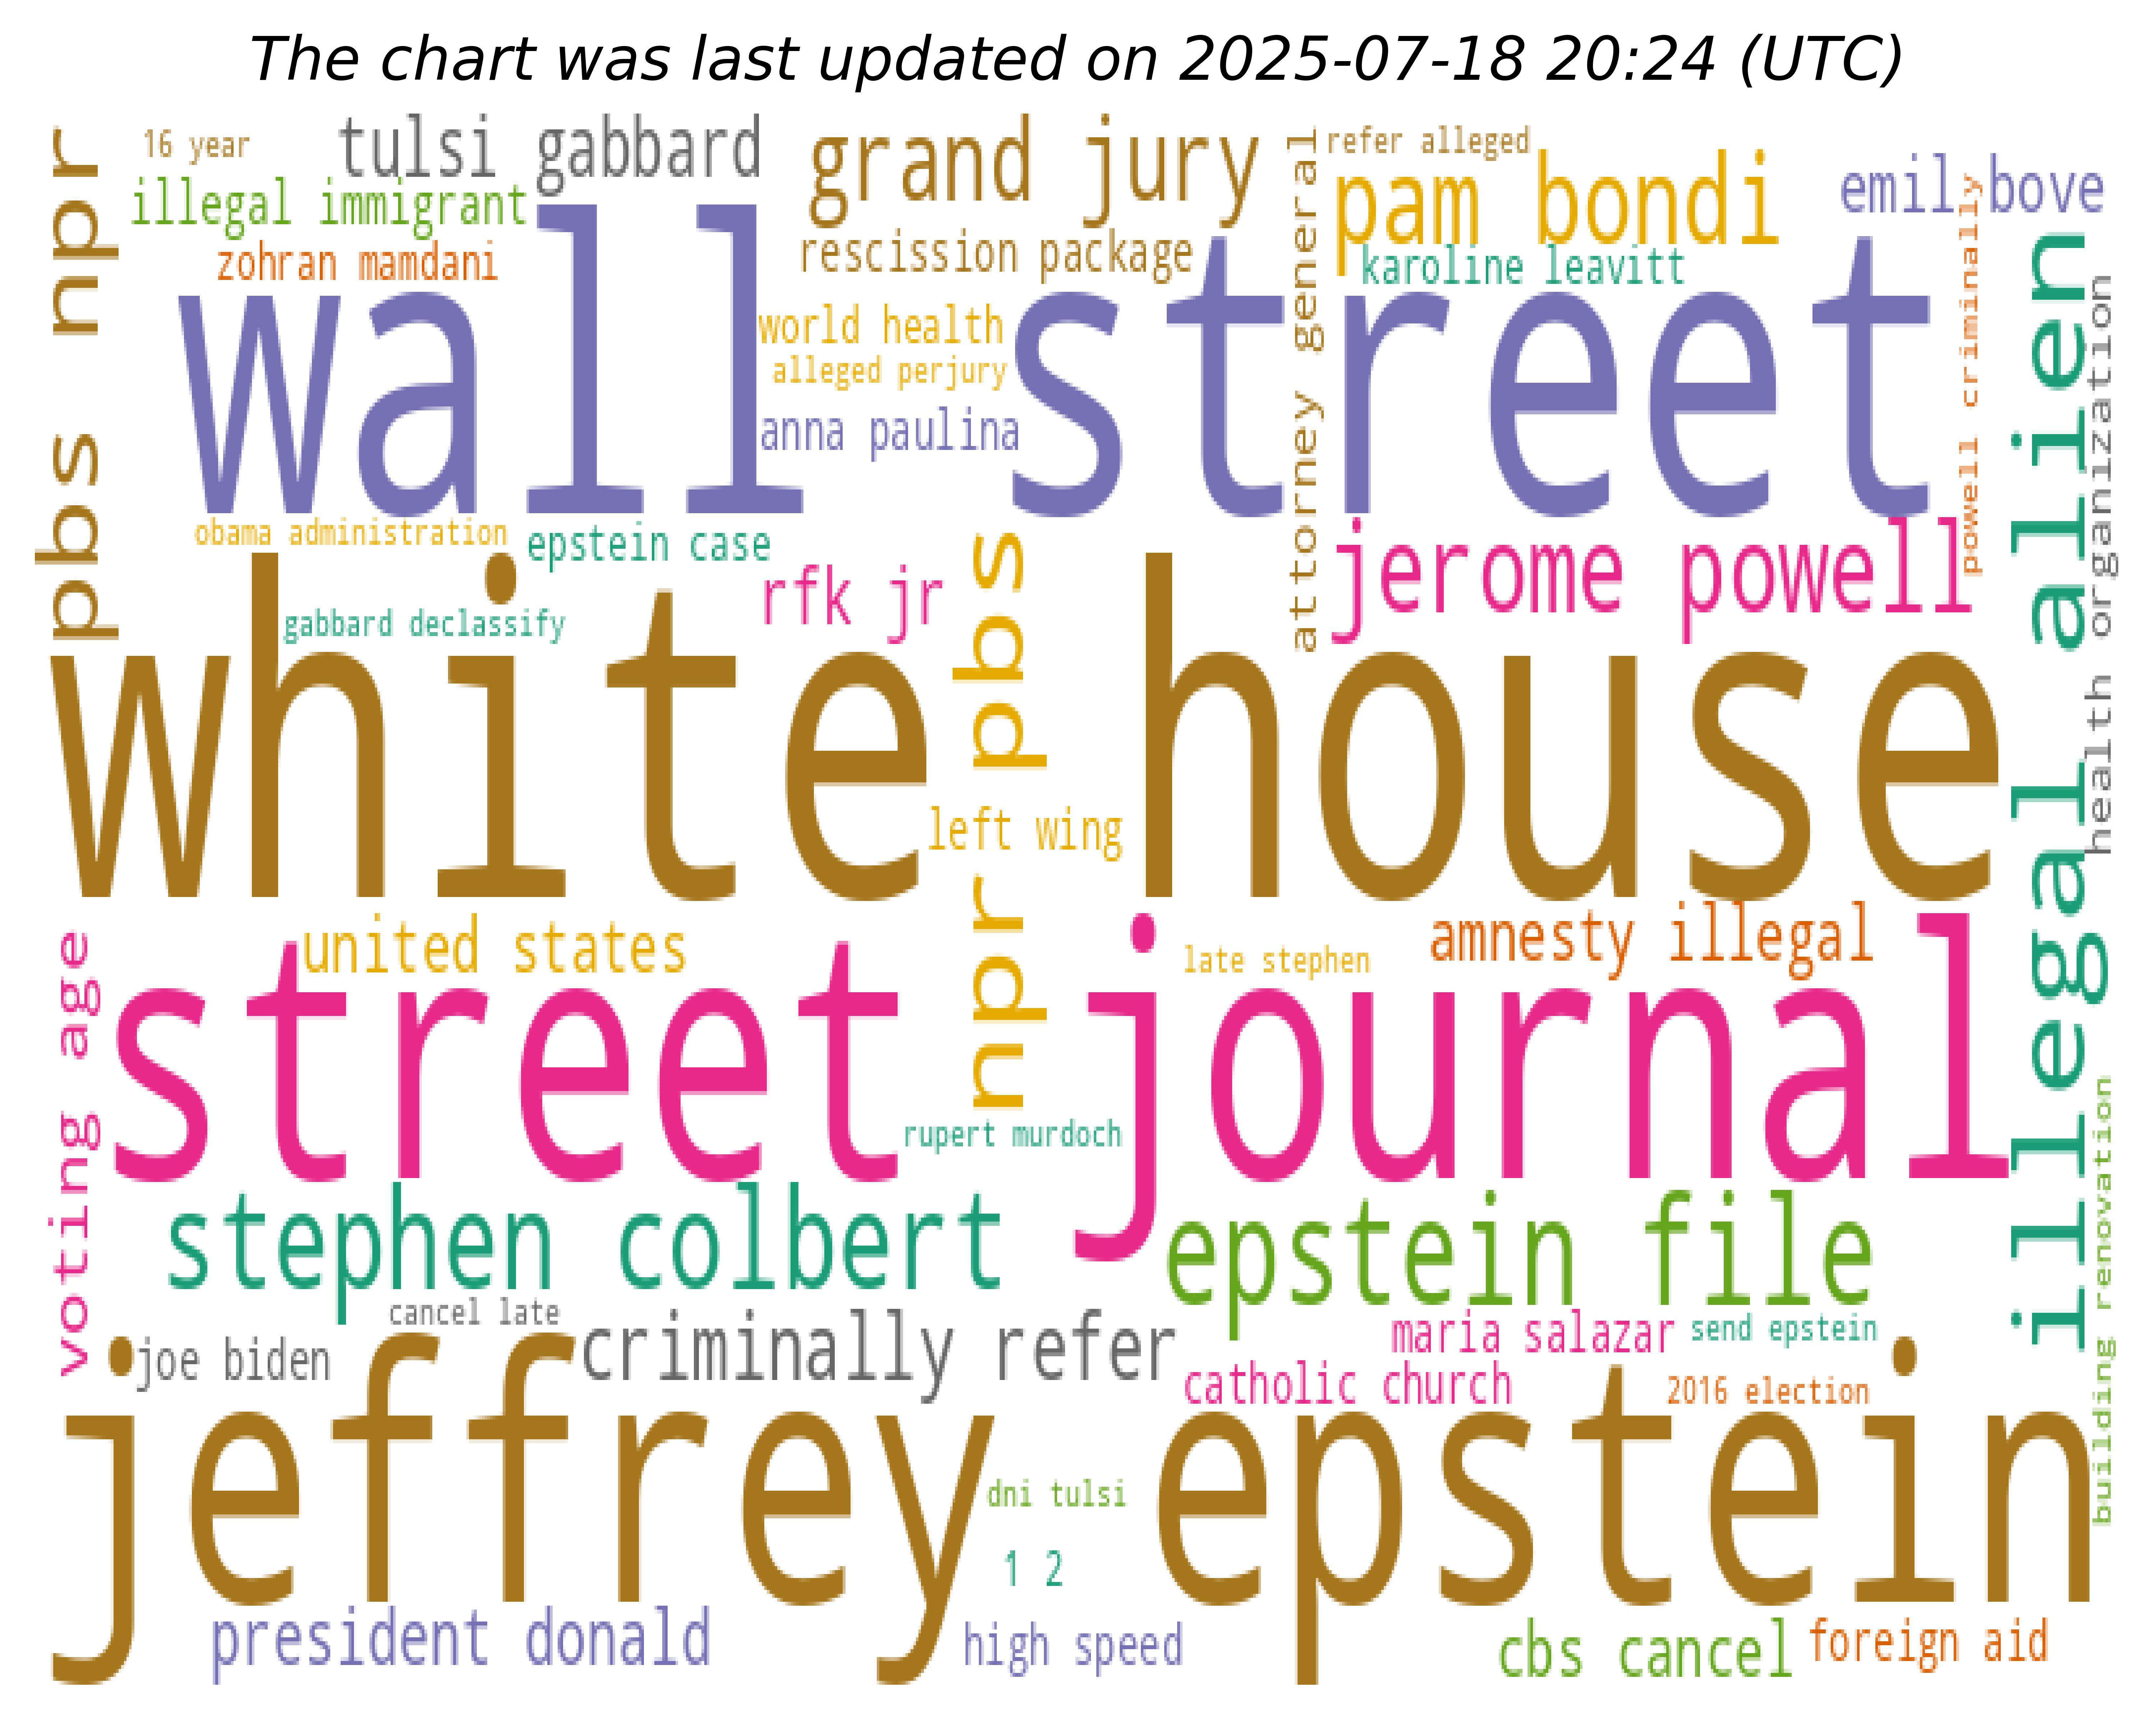 The chart was last updated on 2025-07-18 20:24 (UTC)
16 year
tulsi gabbard
grand jury
refer alleged
pam bondi
emil bove
illegal immigrant
zohran mamdani
rescission package
karoline leavitt
pbs npr
wall street
world health
alleged perjury
anna paulina
attorney general
powell criminally
illegal alien
health organization
obama administration
epstein case
rfk jr
jerome powell
gabbard declassify
white house
npr pbs
left wing
united states
late stephen
amnesty illegal
voting age
street journal
rupert murdoch
stephen colbert
epstein file
cancel late
joe biden
criminally refer
maria salazar
send epstein
catholic church
2016 election
building renovation
jeffrey epstein
dni tulsi
1 2
president donald
high speed
cbs cancel
foreign aid